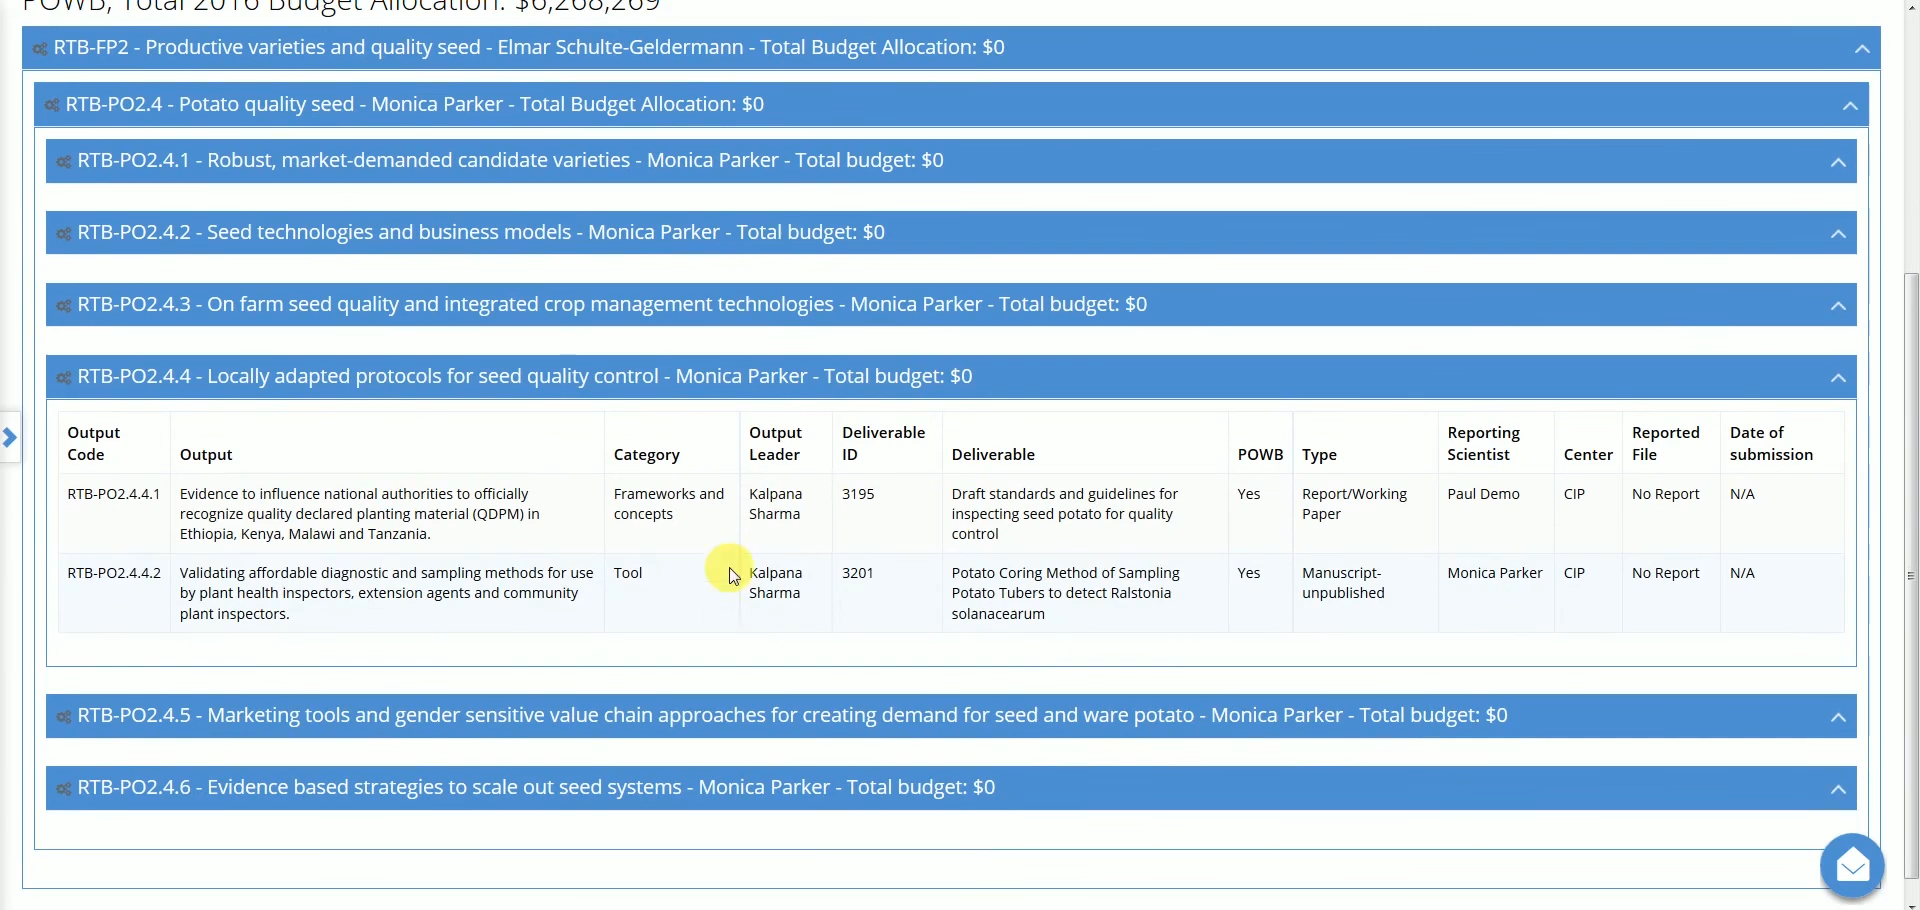 POWB, Total 2016 Budget Allocation: $6,268,269
RTB-FP2 - Productive varieties and quality seed - Elmar Schulte-Geldermann - Total Budget Allocation: $0
RTB-PO2.4 - Potato quality seed - Monica Parker - Total Budget Allocation: $0
RTB-PO2.4.1 - Robust, market-demanded candidate varieties - Monica Parker - Total budget: $0
RTB-PO2.4.2 - Seed technologies and business models - Monica Parker - Total budget: $0
RTB-PO2.4.3 - On farm seed quality and integrated crop management technologies - Monica Parker - Total budget: $0
RTB-PO2.4.4 - Locally adapted protocols for seed quality control - Monica Parker - Total budget: $0
Output
Code
Output
Category
Output
Leader
Deliverable
ID
Deliverable
POWB
Type
Reporting
Scientist
Center
Reported
File
Date of
submission
RTB-PO2.4.4.1
Evidence to influence national authorities to officially
recognize quality declared planting material (QDPM) in
Ethiopia, Kenya, Malawi and Tanzania.
Frameworks and
concepts
Kalpana
Sharma
3195
Draft standards and guidelines for
inspecting seed potato for quality
control
Yes
Report/Working
Paper
Paul Demo
CIP
No Report
N/A
RTB-PO2.4.4.2
Validating affordable diagnostic and sampling methods for use
by plant health inspectors, extension agents and community
plant inspectors.
Tool
Kalpana
Sharma
3201
Potato Coring Method of Sampling
Potato Tubers to detect Ralstonia
solanacearum
Yes
Manuscript-
unpublished
Monica Parker
CIP
No Report
N/A
RTB-PO2.4.5 - Marketing tools and gender sensitive value chain approaches for creating demand for seed and ware potato - Monica Parker - Total budget: $0
RTB-PO2.4.6 - Evidence based strategies to scale out seed systems - Monica Parker - Total budget: $0